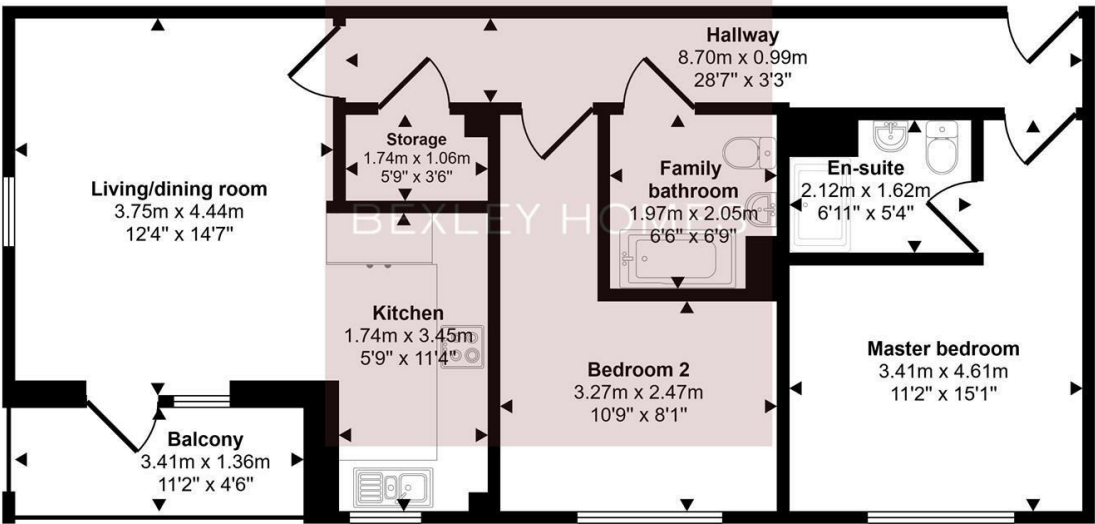 Hallway
8.70m x 0.99m
28'7" x 3'3"
Storage
1.74m x 1.06m
5'9" x 3'6"
Living/dining room
3.75m x 4.44m
12'4" x 14'7"
Family
bathroom
1.97m x 2.05m
6'6" x 6'9"
En-suite
2.12m x 1.62m
6'11" x 5'4"
BEXLEY HOMES
Kitchen
1.74m x 3.45m
5'9" x 11'4"
Bedroom 2
3.27m x 2.47m
10'9" x 8'1"
Master bedroom
3.41m x 4.61m
11'2" x 15'1"
Balcony
3.41m x 1.36m
11'2" x 4'6"